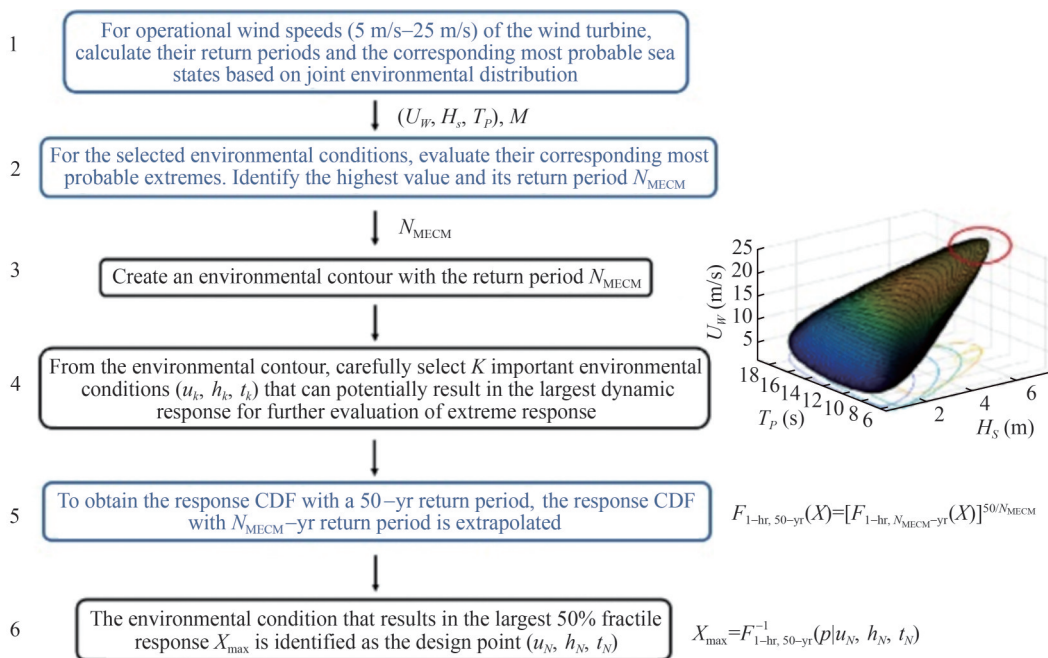 1
For operational wind speeds (5 m/s–25 m/s) of the wind turbine,
calculate their return periods and the corresponding most probable sea
states based on joint environmental distribution
(U_W, H_s, T_P), M
2
For the selected environmental conditions, evaluate their corresponding most
probable extremes. Identify the highest value and its return period N_MECM
N_MECM
3
Create an environmental contour with the return period N_MECM
4
From the environmental contour, carefully select K important environmental
conditions (u_k, h_k, t_k) that can potentially result in the largest dynamic
response for further evaluation of extreme response
25
20
15
10
5
U_W (m/s)
18
16
14
12
10
8
6
T_P (s)
2
4
6
H_S (m)
5
To obtain the response CDF with a 50–yr return period, the response CDF
with N_MECM–yr return period is extrapolated
F_{1–hr, 50–yr}(X)=[F_{1–hr, N_MECM–yr}(X)]^{50/N_MECM}
6
The environmental condition that results in the largest 50% fractile
response X_max is identified as the design point (u_N, h_N, t_N)
X_max=F^{-1}_{1–hr, 50–yr}(p|u_N, h_N, t_N)